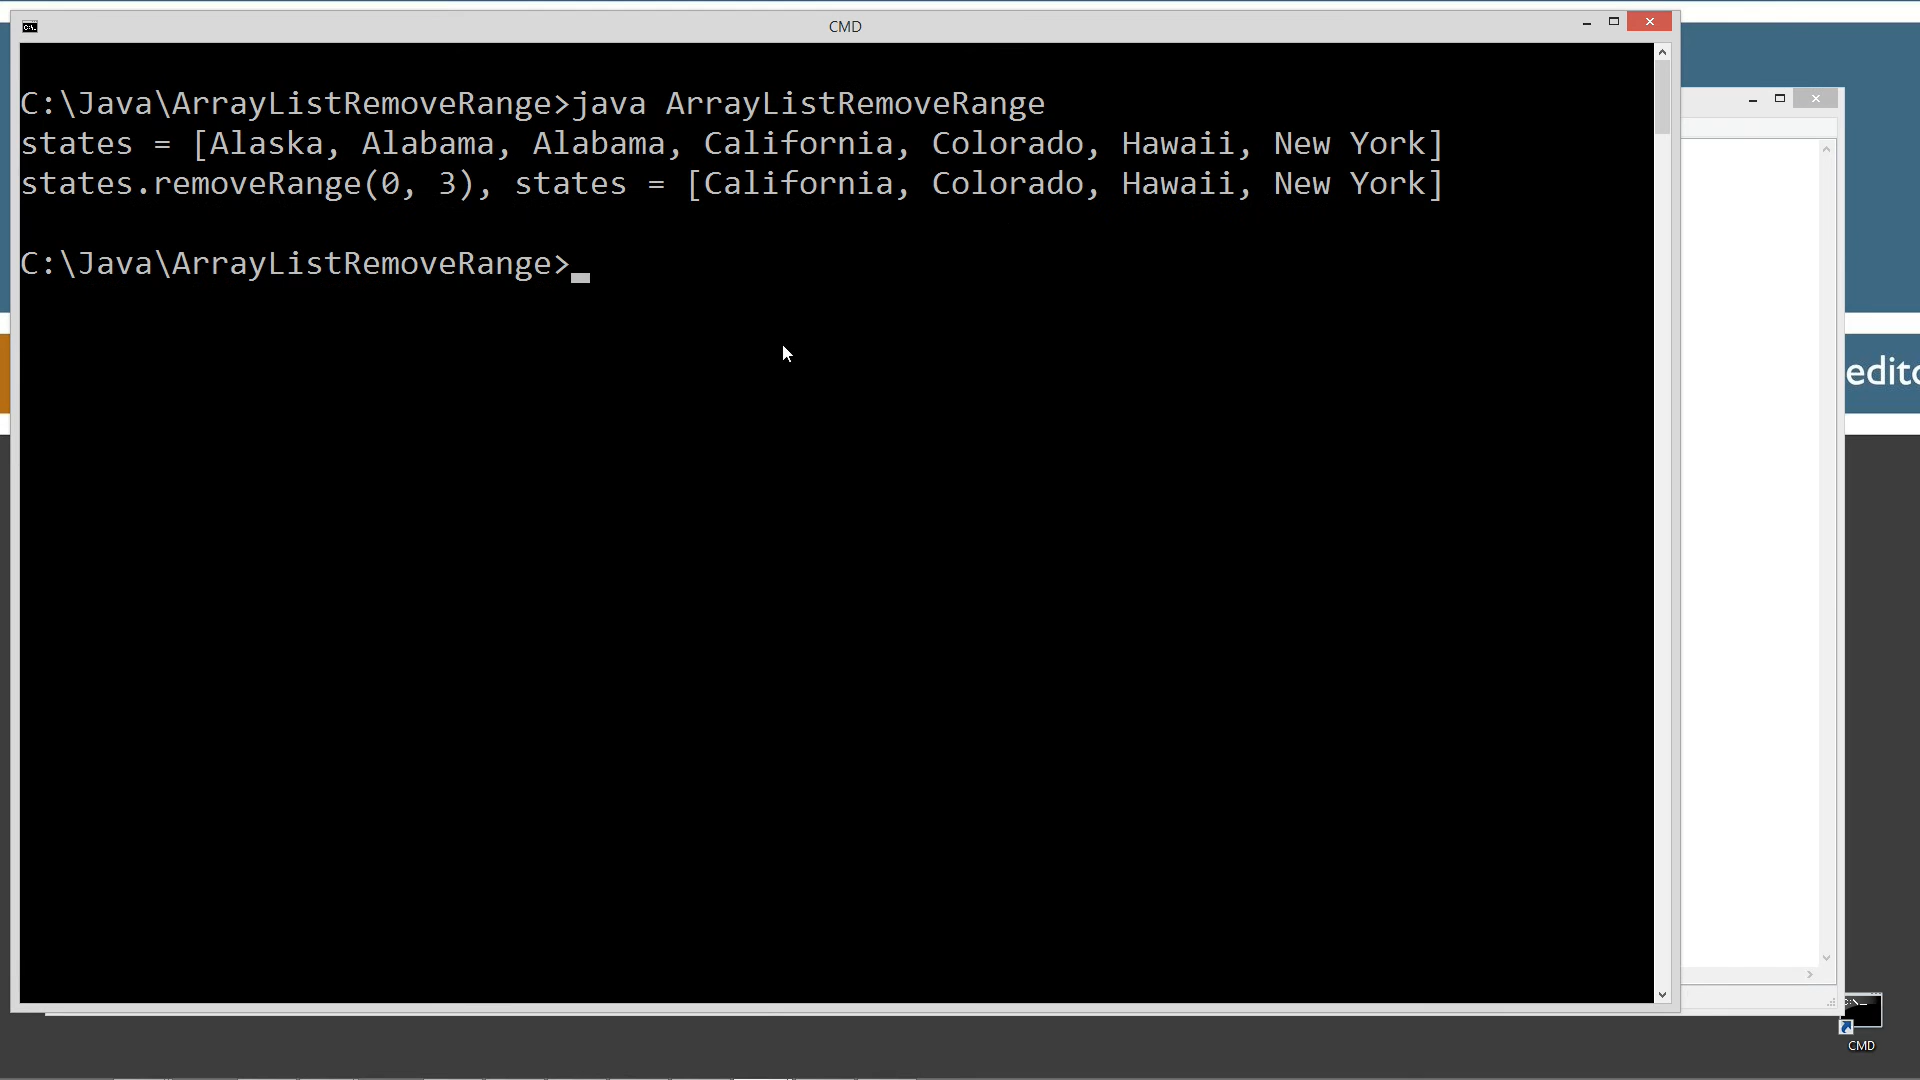 CMD
C:\Java\ArrayListRemoveRange>java ArrayListRemoveRange
states = [Alaska, Alabama, Alabama, California, Colorado, Hawaii, New York]
states.removeRange(0, 3), states = [California, Colorado, Hawaii, New York]
C:\Java\ArrayListRemoveRange>
CMD